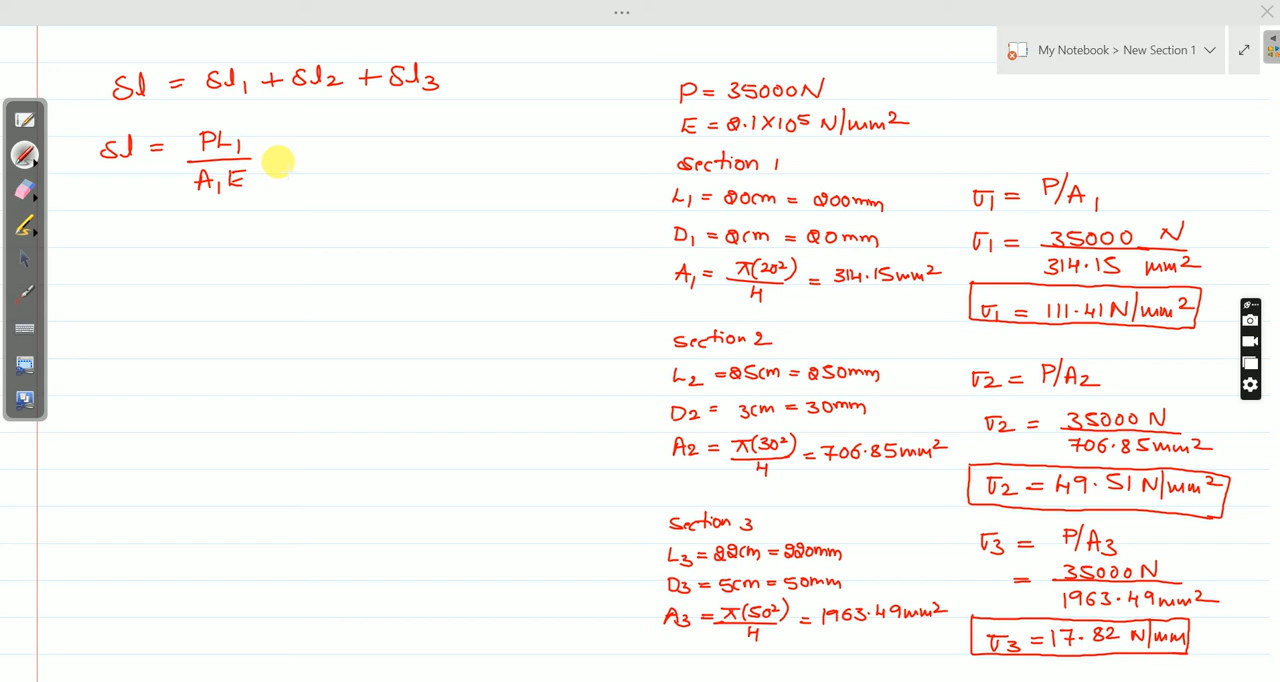 ...
My Notebook > New Section 1
δl = δl₁ + δl₂ + δl₃
δl = PL₁ / A₁E
P = 35000N
E = 2.1×10⁵ N/mm²
section 1
L₁ = 20cm = 200mm
D₁ = 2cm = 20mm
A₁ = π(20²)/4 = 314.15mm²
section 2
L₂ = 25cm = 250mm
D₂ = 3cm = 30mm
A₂ = π(30²)/4 = 706.85mm²
section 3
L₃ = 22cm = 220mm
D₃ = 5cm = 50mm
A₃ = π(50²)/4 = 1963.49mm²
σ₁ = P/A₁
σ₁ = 35000 N / 314.15 mm²
σ₁ = 111.41N/mm²
σ₂ = P/A₂
σ₂ = 35000N / 706.85mm²
σ₂ = 49.51N/mm²
σ₃ = P/A₃
= 35000N / 1963.49mm²
σ₃ = 17.82 N/mm